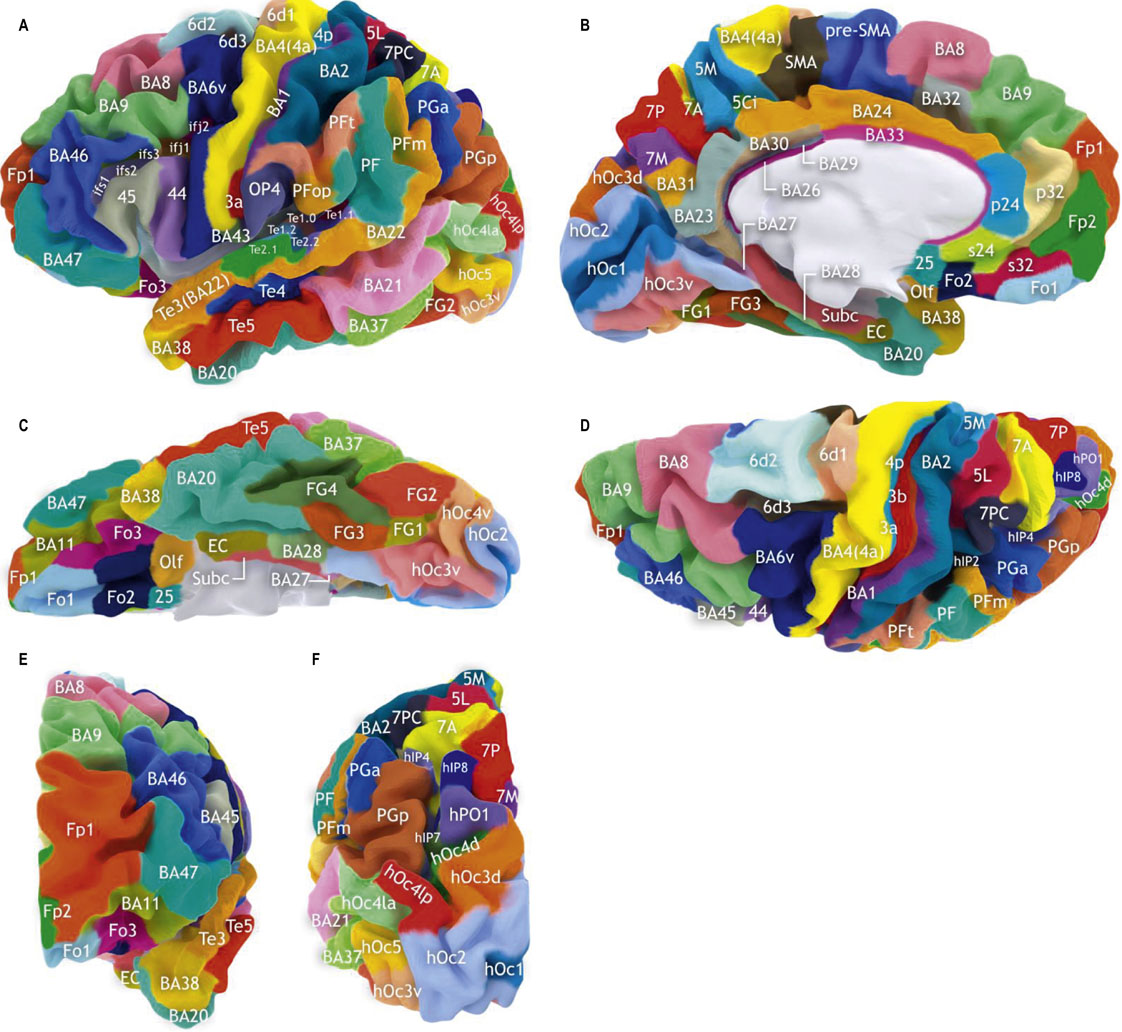 A
6d2
6d1
6d3
4p
5L
BA4(4a)
7PC
7A
BA8
BA6v
BA2
BA9
BA1
PGa
PFt
ifj2
PFm
BA46
ifs3
ifj1
PF
PGp
Fp1
ifs2
ifs1
45
44
OP4
PFop
3a
hOc4lp
Te1.0
Te1.1
Te1.2
BA43
Te2.2
BA22
Te2.1
hOc4la
BA47
Fo3
Te3(BA22)
Te4
BA21
hOc5
FG2
hOc3v
Te5
BA37
BA38
BA20
B
BA4(4a)
pre-SMA
BA8
SMA
5M
BA9
7P
7A
5Ci
BA32
BA24
BA33
BA30
BA29
Fp1
7M
hOc3d
BA31
BA26
p32
BA23
p24
Fp2
hOc2
BA27
s24
hOc1
25
s32
BA28
hOc3v
Olf
Fo2
Fo1
FG3
FG1
Subc
EC
BA38
BA20
C
Te5
BA37
BA20
BA47
BA38
FG4
FG2
hOc4v
Fo3
FG3
FG1
hOc2
BA11
EC
BA28
Olf
hOc3v
Fp1
Subc
BA27
Fo1
Fo2
25
D
5M
7P
6d2
6d1
7A
BA8
4p
BA2
hPO1
5L
hIP8
BA9
3b
hOc4d
6d3
7PC
Fp1
3a
hIP4
BA4(4a)
PGp
BA6v
hIP2
PGa
BA46
BA1
PFm
BA45
44
PF
PFt
E
BA8
BA9
BA46
BA45
Fp1
BA47
BA11
Fp2
Fo3
Te5
Te3
Fo1
EC
BA38
BA20
F
5M
5L
7PC
BA2
7A
7P
hIP4
PGa
hIP8
7M
PF
PGp
hPO1
PFm
hIP7
hOc4d
hOc4lp
hOc3d
hOc4la
BA21
hOc5
hOc2
BA37
hOc1
hOc3v